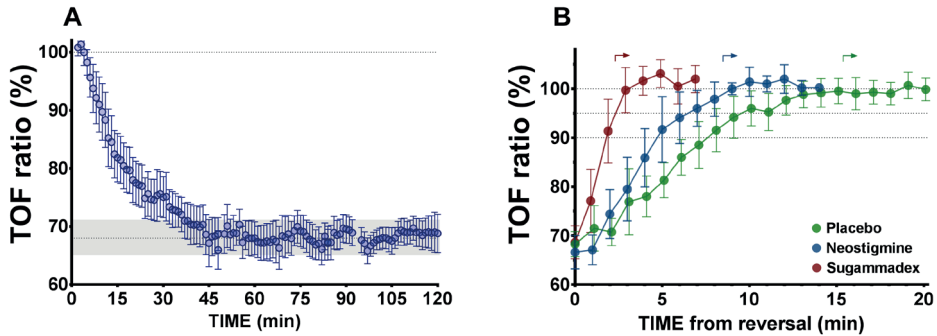 A
TOF ratio (%)
100
90
80
70
60
0 15 30 45 60 75 90 105 120
TIME (min)
B
TOF ratio (%)
110
100
90
80
70
60
0 5 10 15 20
TIME from reversal (min)
Placebo
Neostigmine
Sugammadex